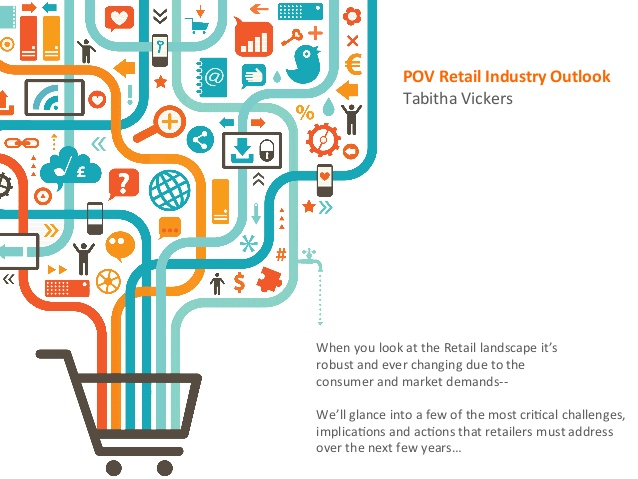 POV Retail Industry Outlook
Tabitha Vickers
When you look at the Retail landscape it's
robust and ever changing due to the
consumer and market demands--
We'll glance into a few of the most critical challenges,
implications and actions that retailers must address
over the next few years...